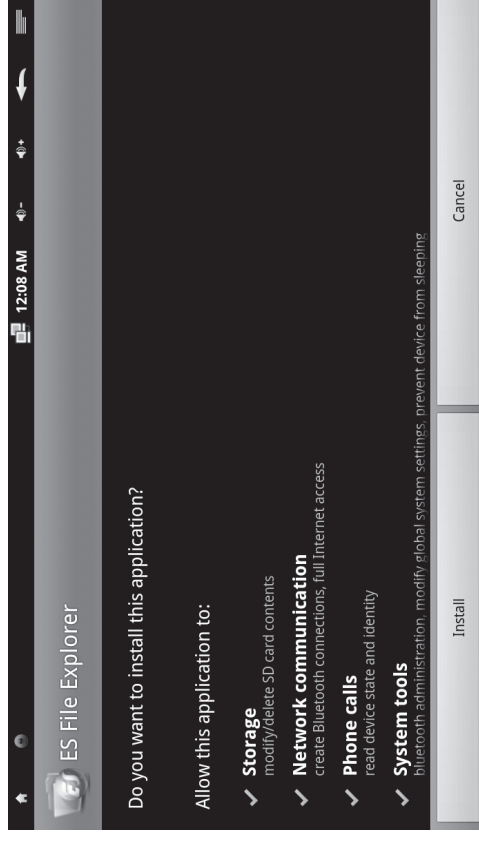 12:08 AM
ES File Explorer
Do you want to install this application?
Allow this application to:
Storage
modify/delete SD card contents
Network communication
create Bluetooth connections, full Internet access
Phone calls
read device state and identity
System tools
bluetooth administration, modify global system settings, prevent device from sleeping
Install
Cancel